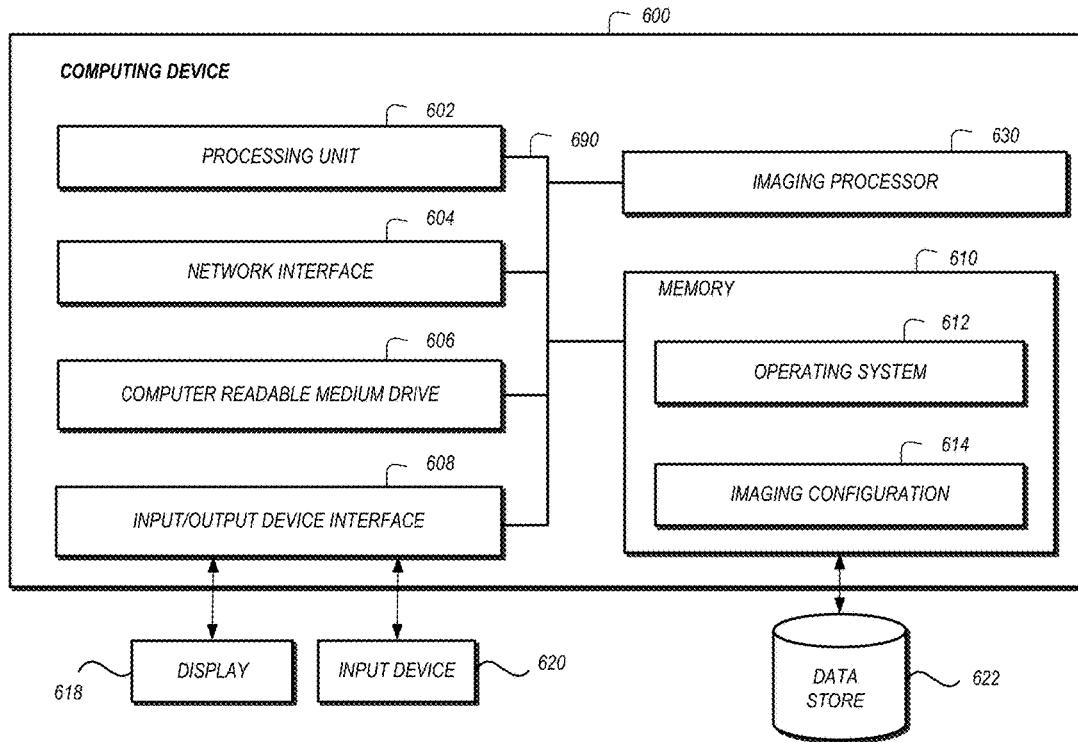 600
COMPUTING DEVICE
602
PROCESSING UNIT
690
630
IMAGING PROCESSOR
604
NETWORK INTERFACE
610
MEMORY
612
OPERATING SYSTEM
606
COMPUTER READABLE MEDIUM DRIVE
614
IMAGING CONFIGURATION
608
INPUT/OUTPUT DEVICE INTERFACE
618
DISPLAY
INPUT DEVICE
620
DATA
STORE
622